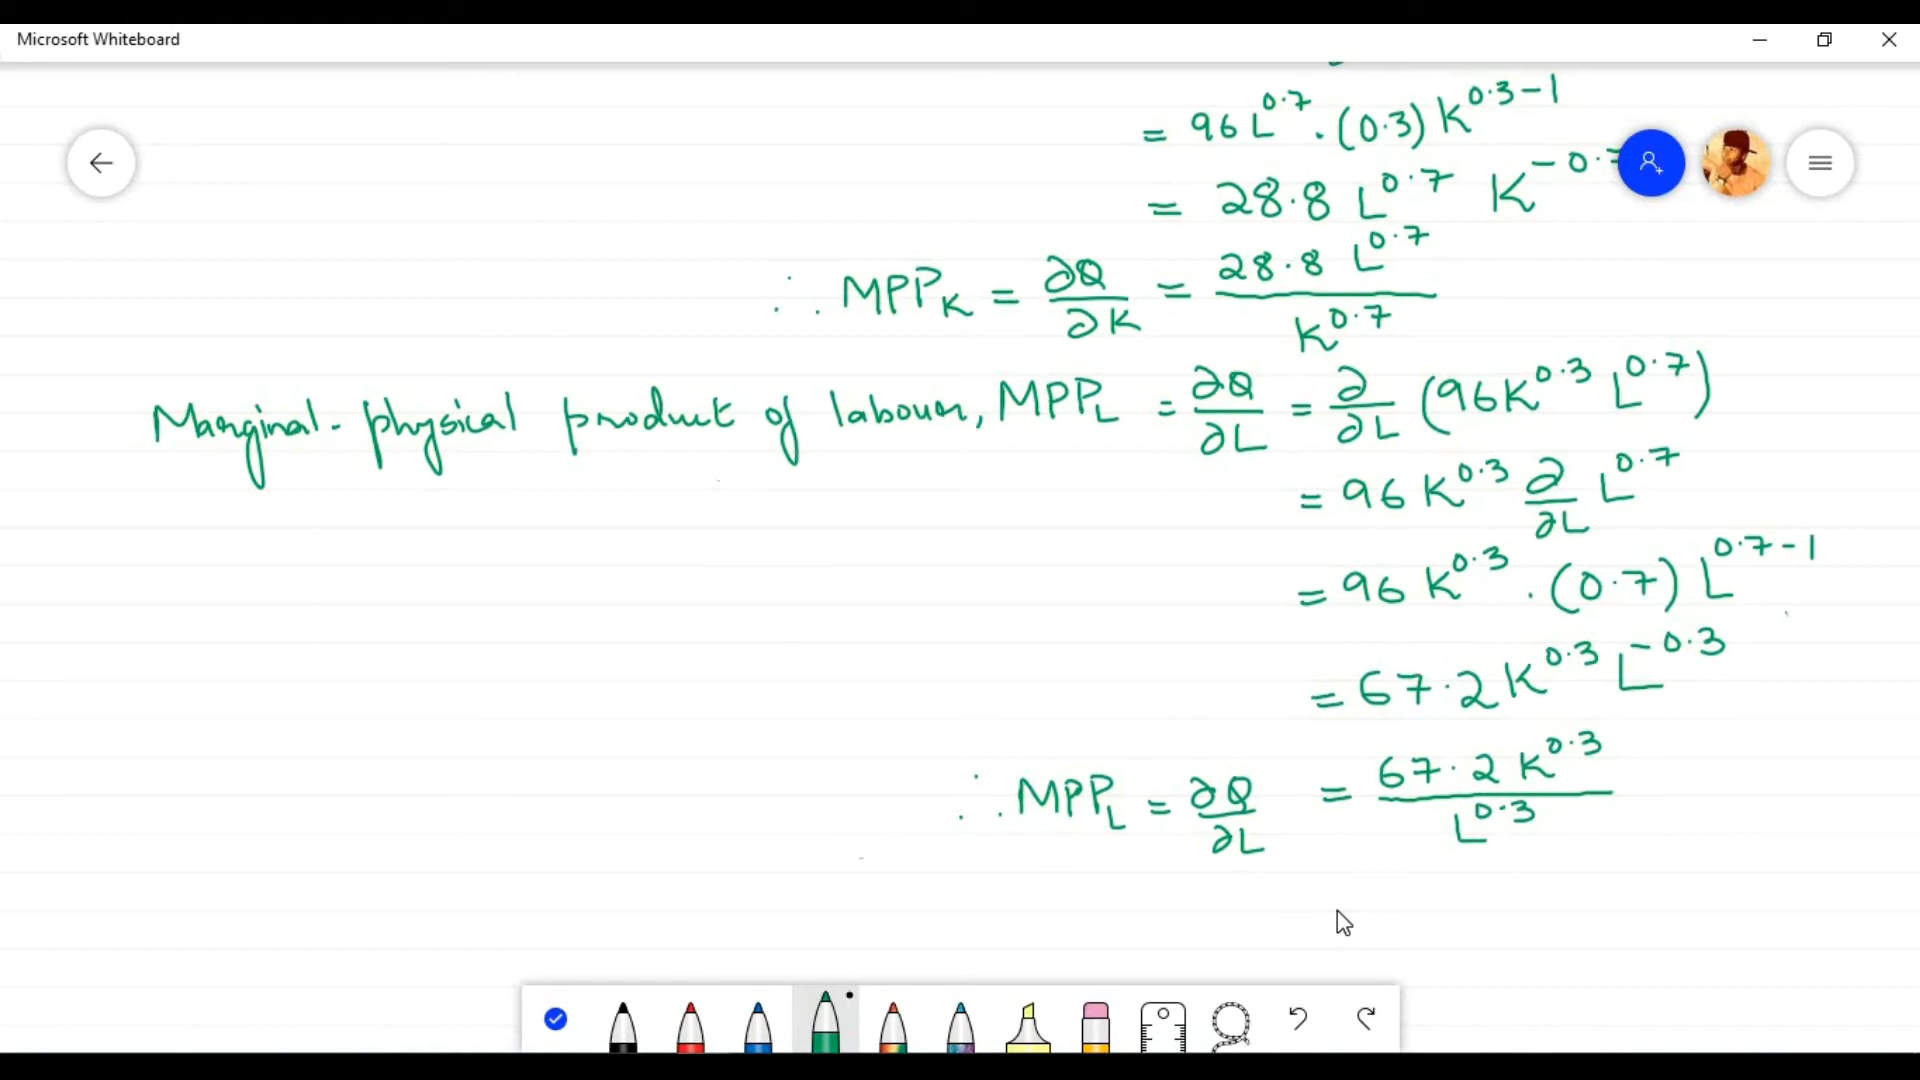 Microsoft Whiteboard
= 96 L^0.7 . (0.3) K^0.3-1
= 28.8 L^0.7 K^-0.7
∴ MPP_K = ∂Q/∂K = 28.8 L^0.7 / K^0.7
Marginal-physical product of labour, MPP_L = ∂Q/∂L = ∂/∂L (96K^0.3 L^0.7)
= 96 K^0.3 ∂/∂L L^0.7
= 96 K^0.3 . (0.7) L^0.7-1
= 67.2 K^0.3 L^-0.3
∴ MPP_L = ∂Q/∂L = 67.2 K^0.3 / L^0.3